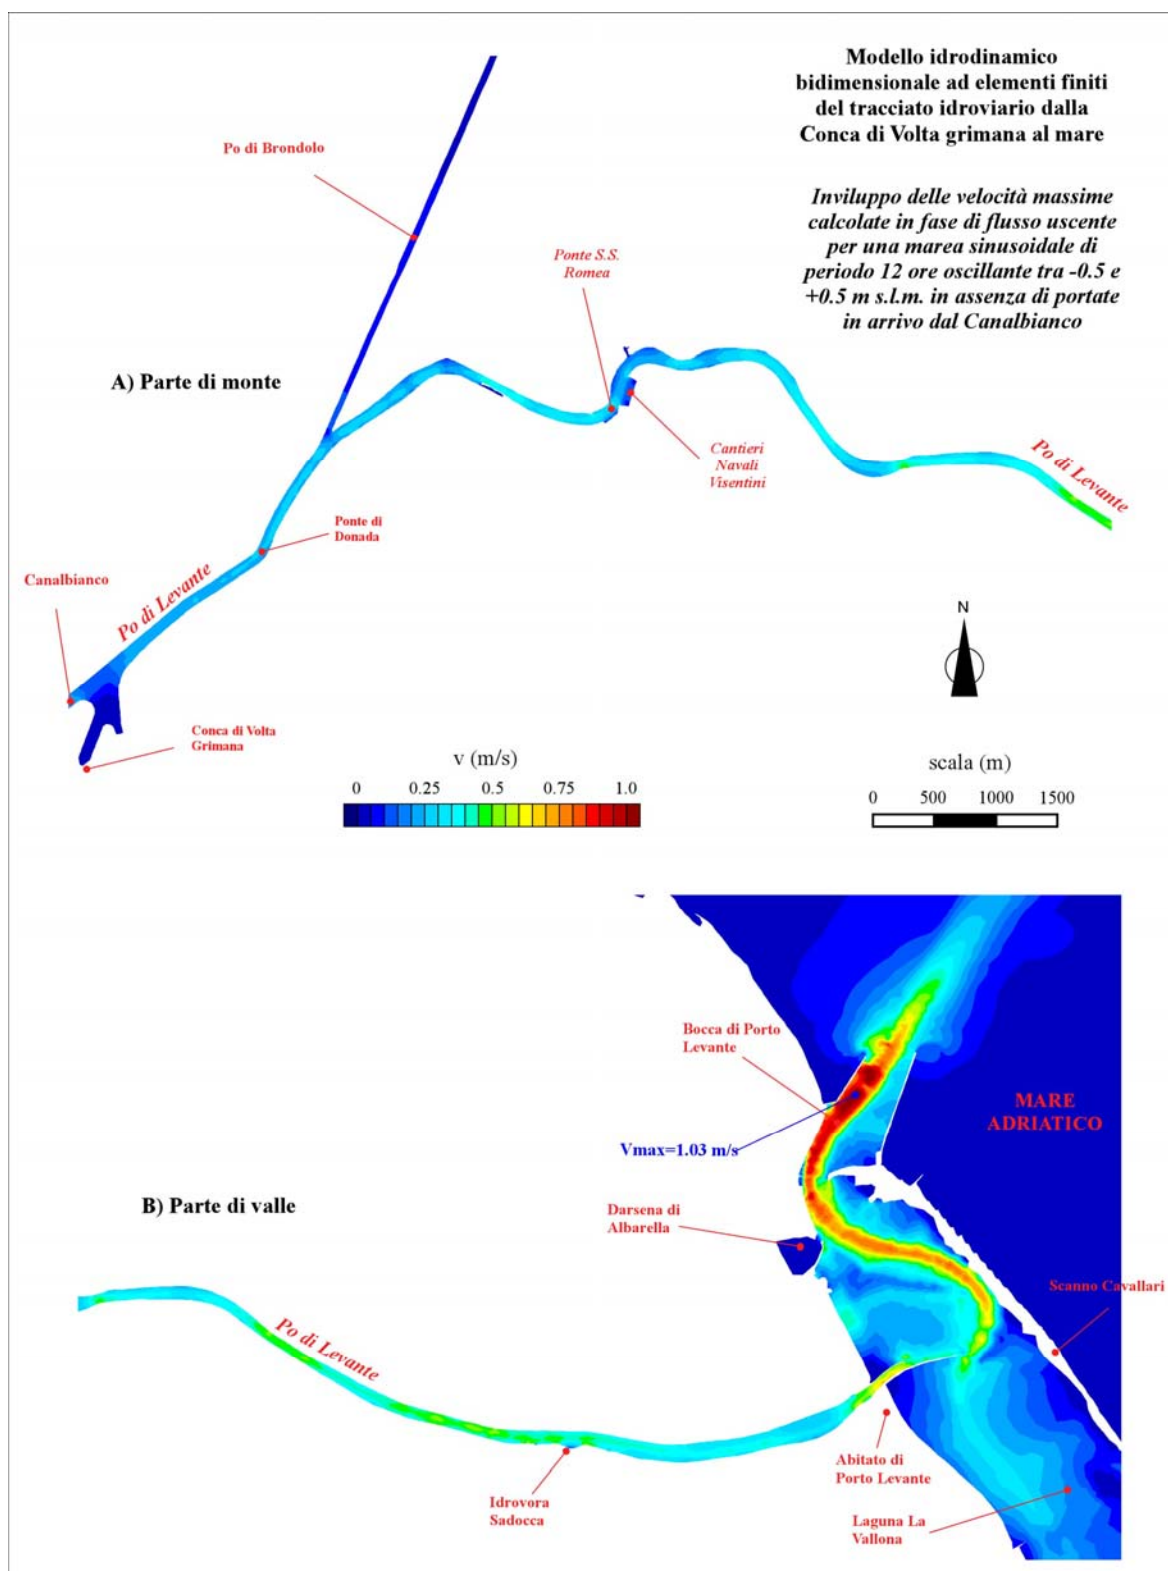 Modello idrodinamico
bidimensionale ad elementi finiti
del tracciato idroviario dalla
Conca di Volta grimana al mare
Inviluppo delle velocità massime
calcolate in fase di flusso uscente
per una marea sinusoidale di
periodo 12 ore oscillante tra -0.5 e
+0.5 m s.l.m. in assenza di portate
in arrivo dal Canalbianco
Po di Brondolo
Ponte S.S.
Romea
A) Parte di monte
Cantieri
Navali
Visentini
Po di Levante
Ponte di
Donada
Canalbianco
Po di Levante
N
Conca di Volta
Grimana
v (m/s)
0 0.25 0.5 0.75 1.0
scala (m)
0 500 1000 1500
Bocca di Porto
Levante
MARE
ADRIATICO
Vmax=1.03 m/s
B) Parte di valle
Darsena di
Albarella
Scanno Cavallari
Po di Levante
Abitato di
Porto Levante
Idrovora
Sadocca
Laguna La
Vallona